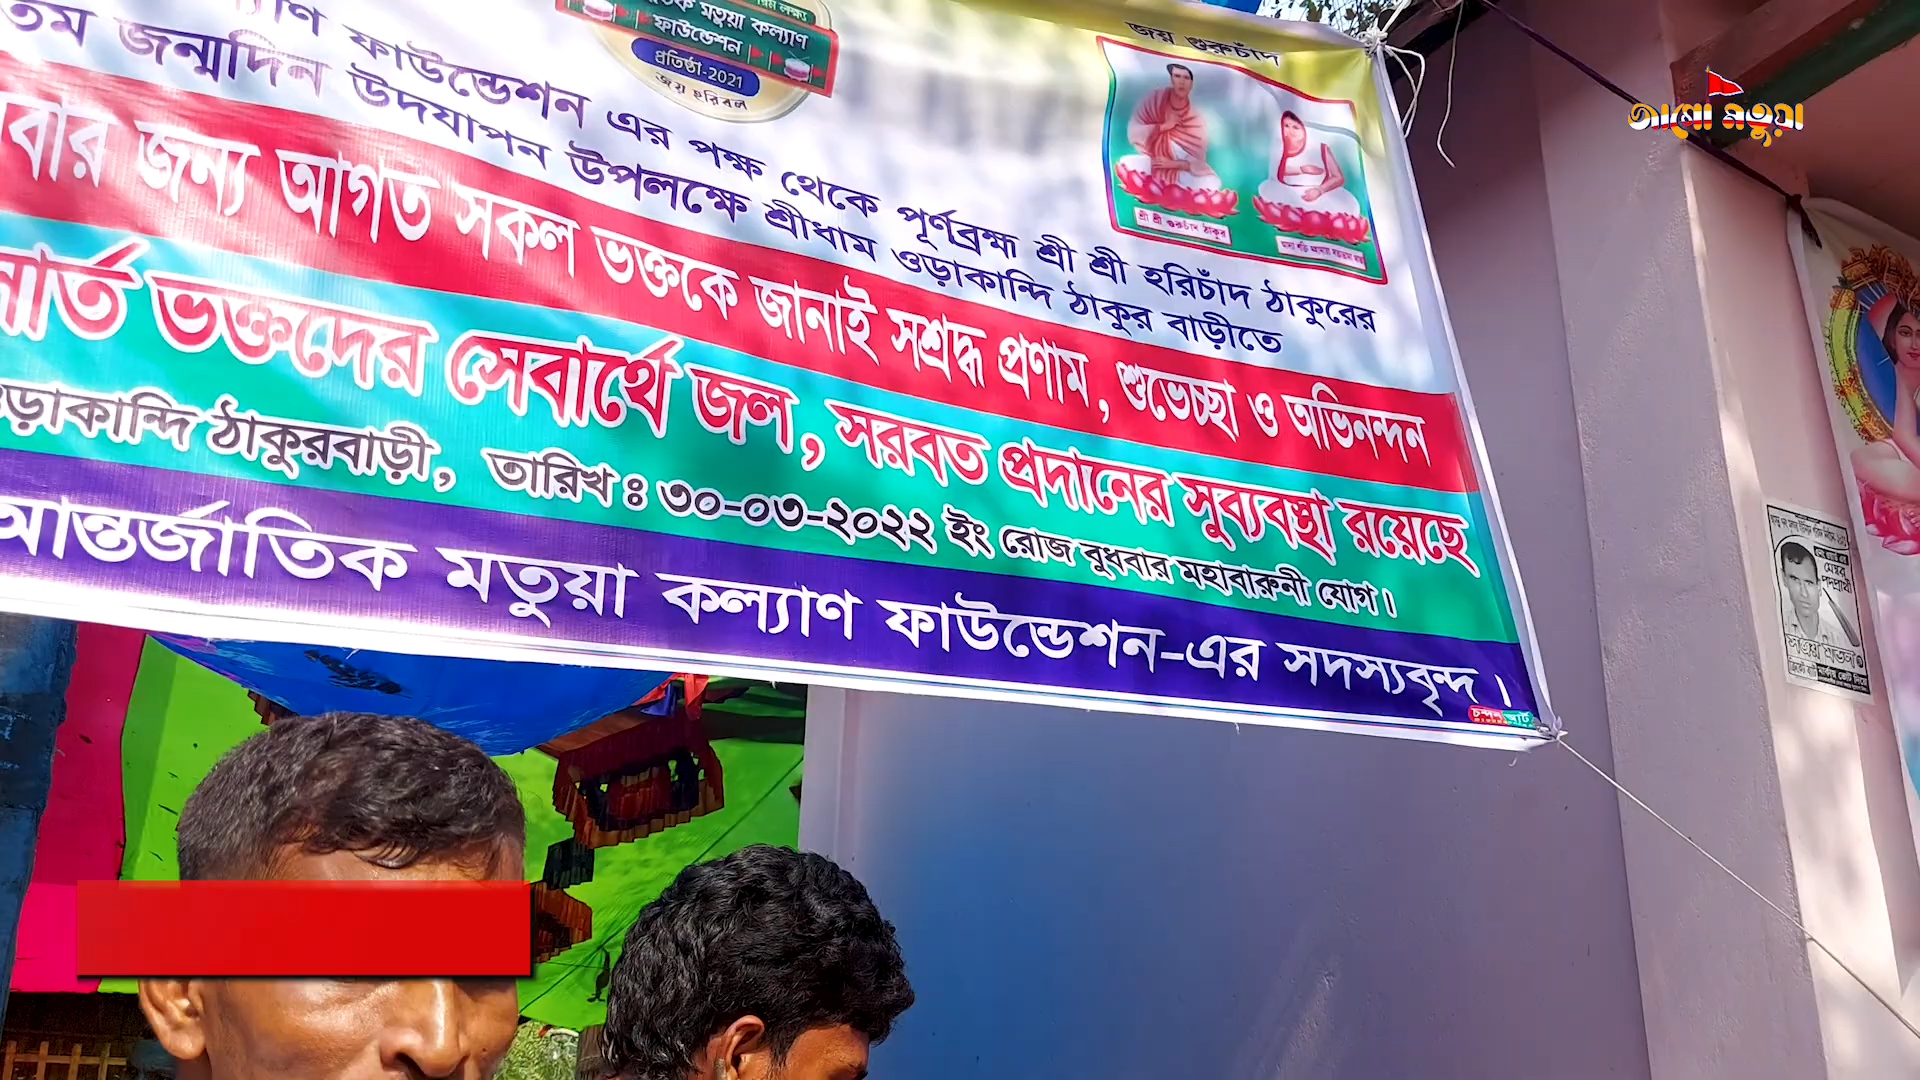 মতুয়া কল্যাণ
ফাউন্ডেশন
প্রতিষ্ঠা-2021
জয় হরিবল
জয় গুরুচাঁদ
শ্রী শ্রী গুরুচাঁদ ঠাকুর
ফাউন্ডেশন এর পক্ষ থেকে পূর্ণব্রহ্ম শ্রী শ্রী হরিচাঁদ ঠাকুরের
তম জন্মদিন উদযাপন উপলক্ষে শ্রীধাম ওড়াকান্দি ঠাকুর বাড়ীতে
বার জন্য আগত সকল ভক্তকে জানাই সশ্রদ্ধ প্রণাম, শুভেচ্ছা ও অভিনন্দন
ভক্তদের সেবার্থে জল, সরবত প্রদানের সুব্যবস্থা রয়েছে
ওড়াকান্দি ঠাকুরবাড়ী, তারিখ ঃ ৩০-০৩-২০২২ ইং রোজ বুধবার মহাবারুনী যোগ।
আন্তর্জাতিক মতুয়া কল্যাণ ফাউন্ডেশন-এর সদস্যবৃন্দ।
জাগো মতুয়া
মেম্বর
পদপ্রার্থী